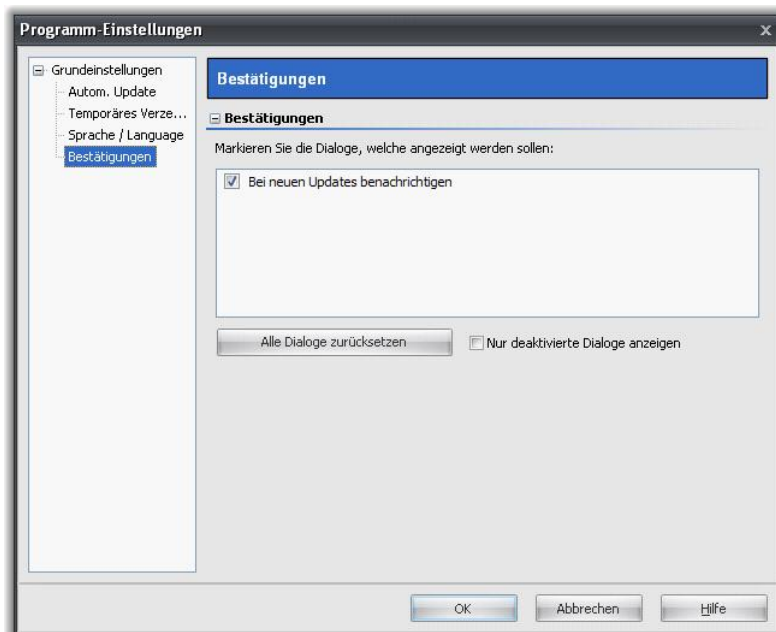 Programm-Einstellungen
x
Grundeinstellungen
Autom. Update
Temporäres Verze...
Sprache / Language
Bestätigungen
Bestätigungen
Bestätigungen
Markieren Sie die Dialoge, welche angezeigt werden sollen:
Bei neuen Updates benachrichtigen
Alle Dialoge zurücksetzen
Nur deaktivierte Dialoge anzeigen
OK
Abbrechen
Hilfe